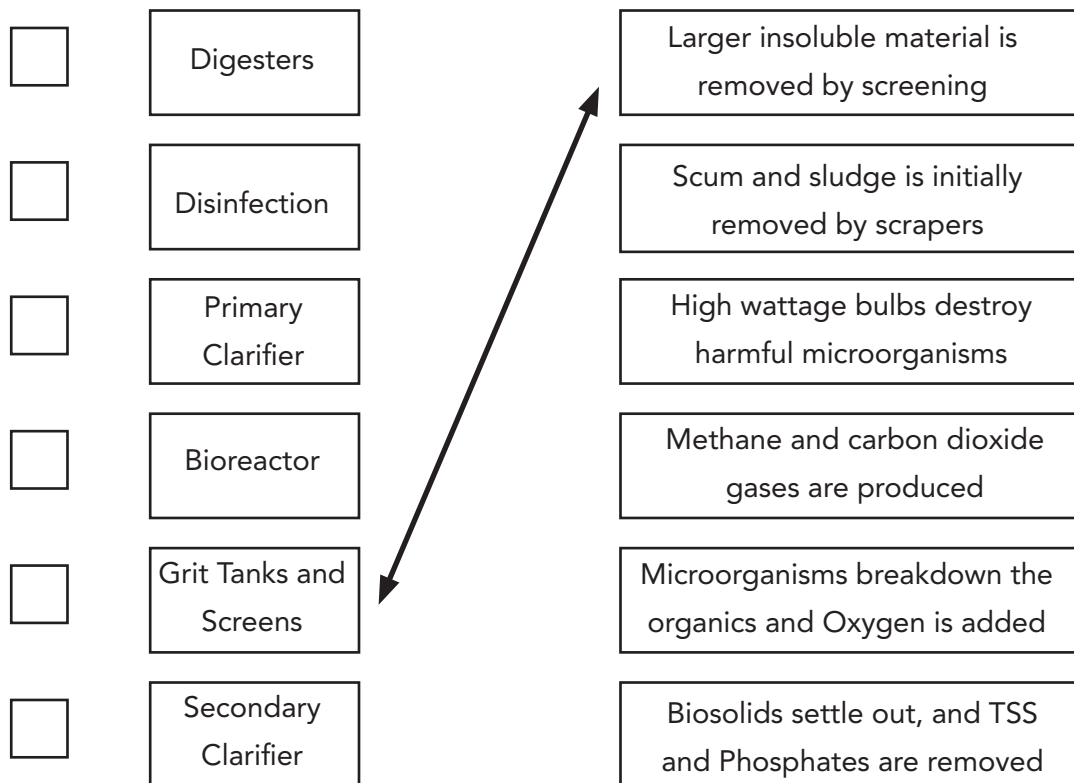 Digesters
Larger insoluble material is
removed by screening
Disinfection
Scum and sludge is initially
removed by scrapers
Primary
Clarifier
High wattage bulbs destroy
harmful microorganisms
Bioreactor
Methane and carbon dioxide
gases are produced
Grit Tanks and
Screens
Microorganisms breakdown the
organics and Oxygen is added
Secondary
Clarifier
Biosolids settle out, and TSS
and Phosphates are removed